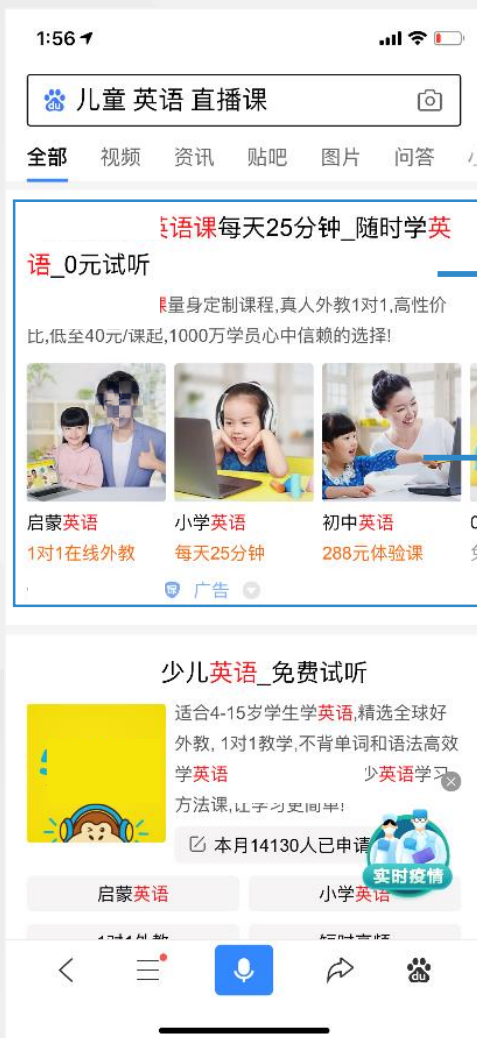 1:56
儿童 英语 直播课
全部 视频 资讯 贴吧 图片 问答
英语课每天25分钟_随时学英
语_0元试听
量身定制课程,真人外教1对1,高性价
比,低至40元/课起,1000万学员心中信赖的选择!
启蒙英语 小学英语 初中英语
1对1在线外教 每天25分钟 288元体验课
保 广告
少儿英语_免费试听
适合4-15岁学生学英语,精选全球好
外教, 1对1教学,不背单词和语法高效
学英语 少英语学习
方法课,让学习更简单!
本月14130人已申请
实时疫情
启蒙英语 小学英语
1对1外教